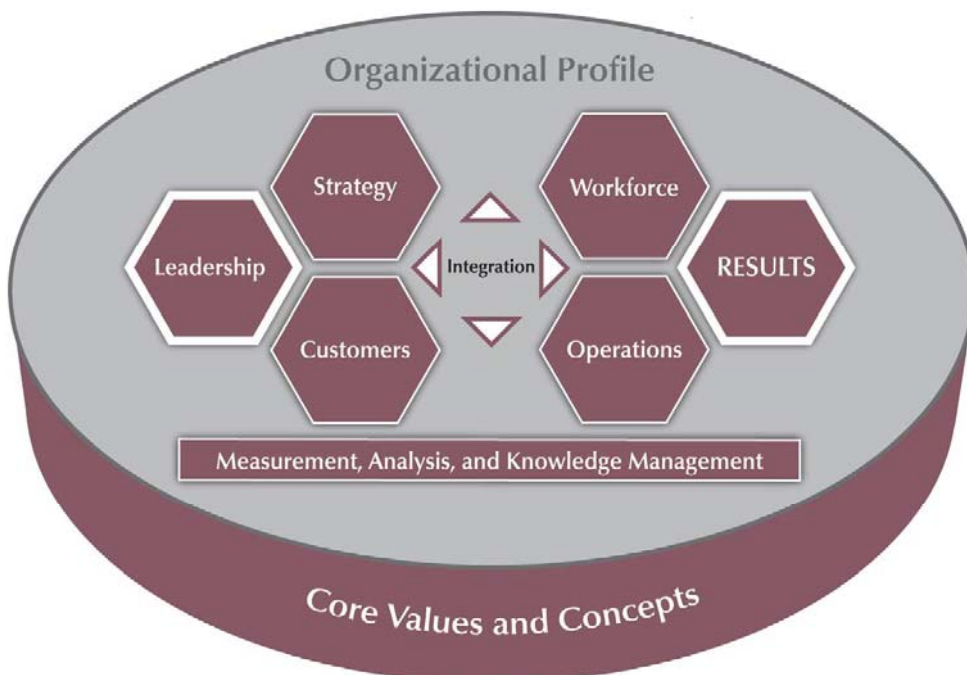 Organizational Profile
Strategy
Workforce
Leadership
Integration
RESULTS
Customers
Operations
Measurement, Analysis, and Knowledge Management
Core Values and Concepts